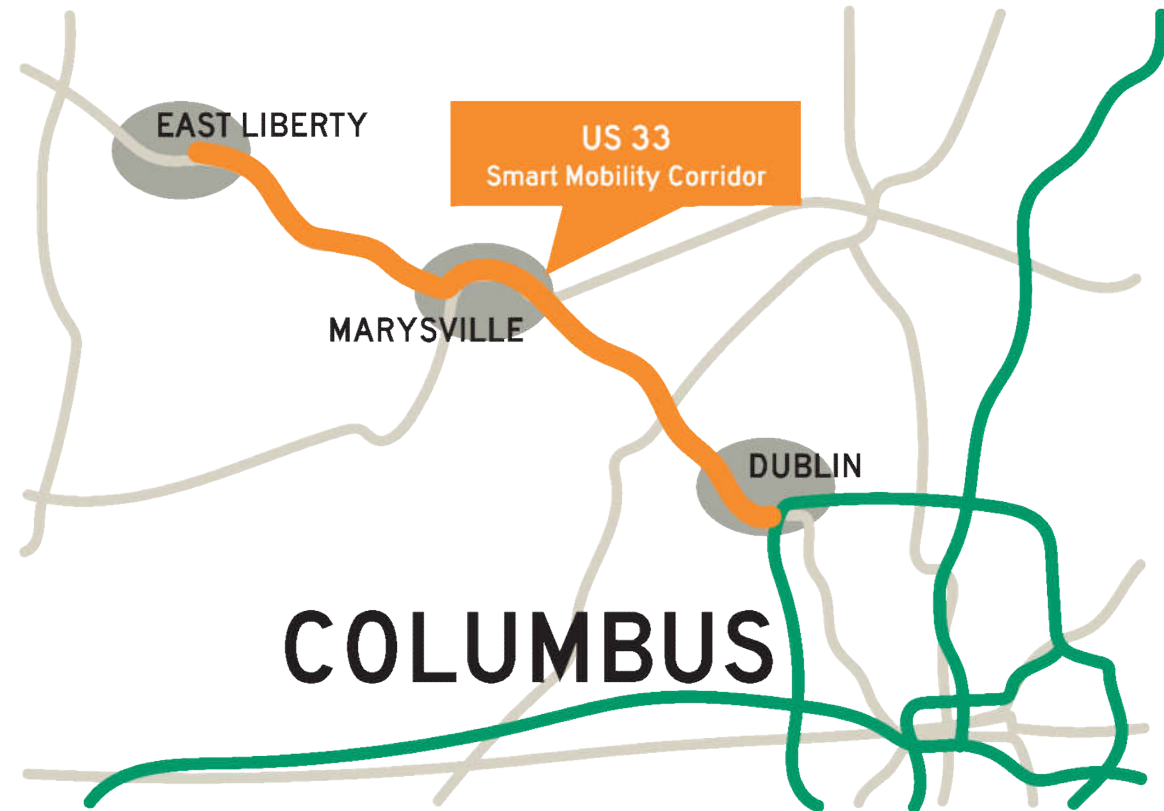 EAST LIBERTY
US 33
Smart Mobility Corridor
MARYSVILLE
DUBLIN
COLUMBUS